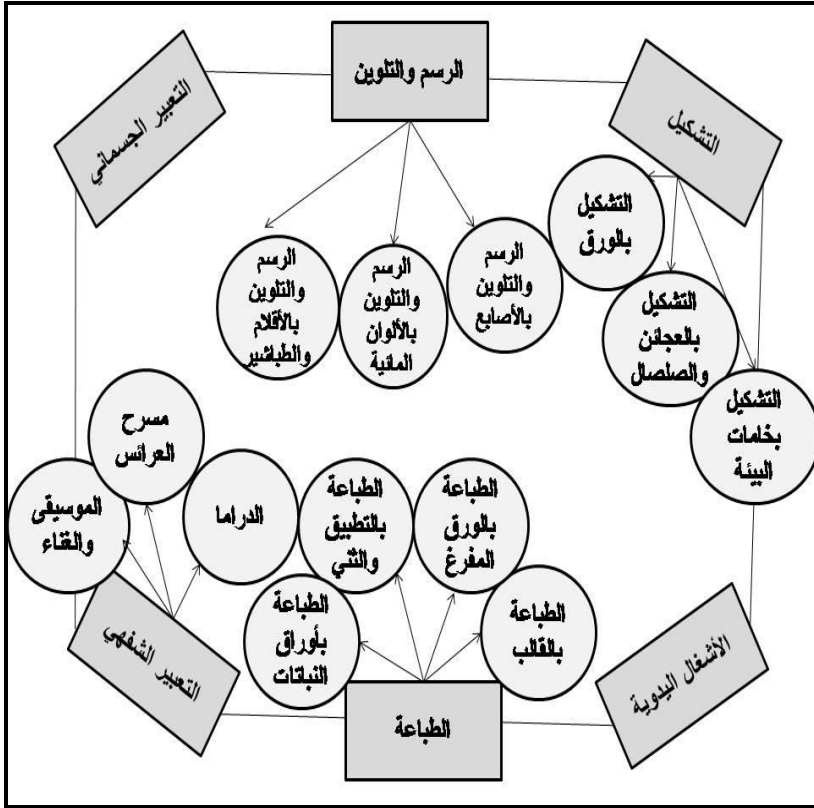 الرسم والتلوين
التشكيل
التعبير الجسماني
التشكيل
بالورق
الرسم
والتلوين
بالأصابع
الرسم
والتلوين
بالألوان
المائية
الرسم
والتلوين
بالأقلام
والطباشير
التشكيل
بالعجائن
والصلصال
التشكيل
بخامات
البيئة
مسرح
العرائس
الموسيقى
والغناء
الدراما
الطباعة
بالتطبيق
والثني
الطباعة
بالورق
المفرغ
الطباعة
بالقالب
الطباعة
بأوراق
النباتات
الأشغال اليدوية
الطباعة
التعبير الشفهي